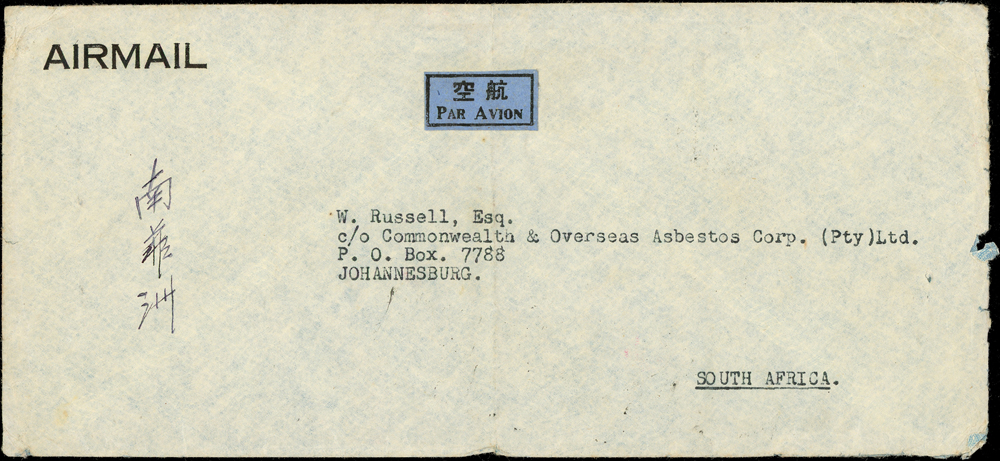 AIRMAIL
空航
PAR AVION
南菲洲
W. Russell, Esq.
c/o Commonwealth & Overseas Asbestos Corp. (Pty)Ltd.
P. O. Box. 7788
JOHANNESBURG.
SOUTH AFRICA.